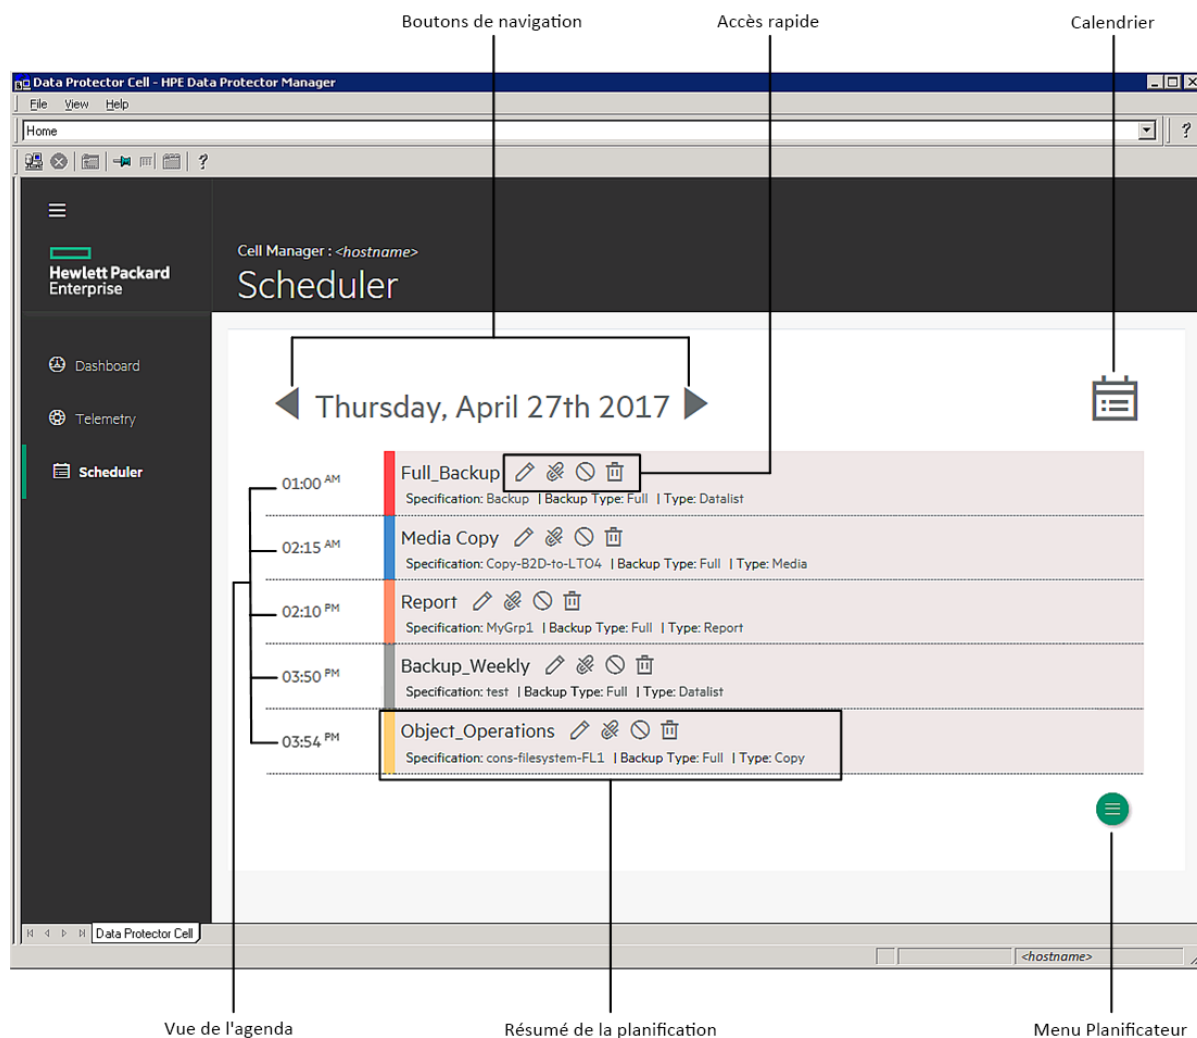 Boutons de navigation
Accès rapide
Calendrier
Data Protector Cell - HPE Data Protector Manager
File View Help
Home
?
?
Hewlett Packard
Enterprise
Cell Manager : <hostname>
Scheduler
Dashboard
Telemetry
Scheduler
Thursday, April 27th 2017
01:00 AM
Full_Backup
Specification: Backup | Backup Type: Full | Type: Datalist
02:15 AM
Media Copy
Specification: Copy-B2D-to-LTO4 | Backup Type: Full | Type: Media
02:10 PM
Report
Specification: MyGrp1 | Backup Type: Full | Type: Report
03:50 PM
Backup_Weekly
Specification: test | Backup Type: Full | Type: Datalist
03:54 PM
Object_Operations
Specification: cons-filesystem-FL1 | Backup Type: Full | Type: Copy
Data Protector Cell
<hostname>
Vue de l'agenda
Résumé de la planification
Menu Planificateur